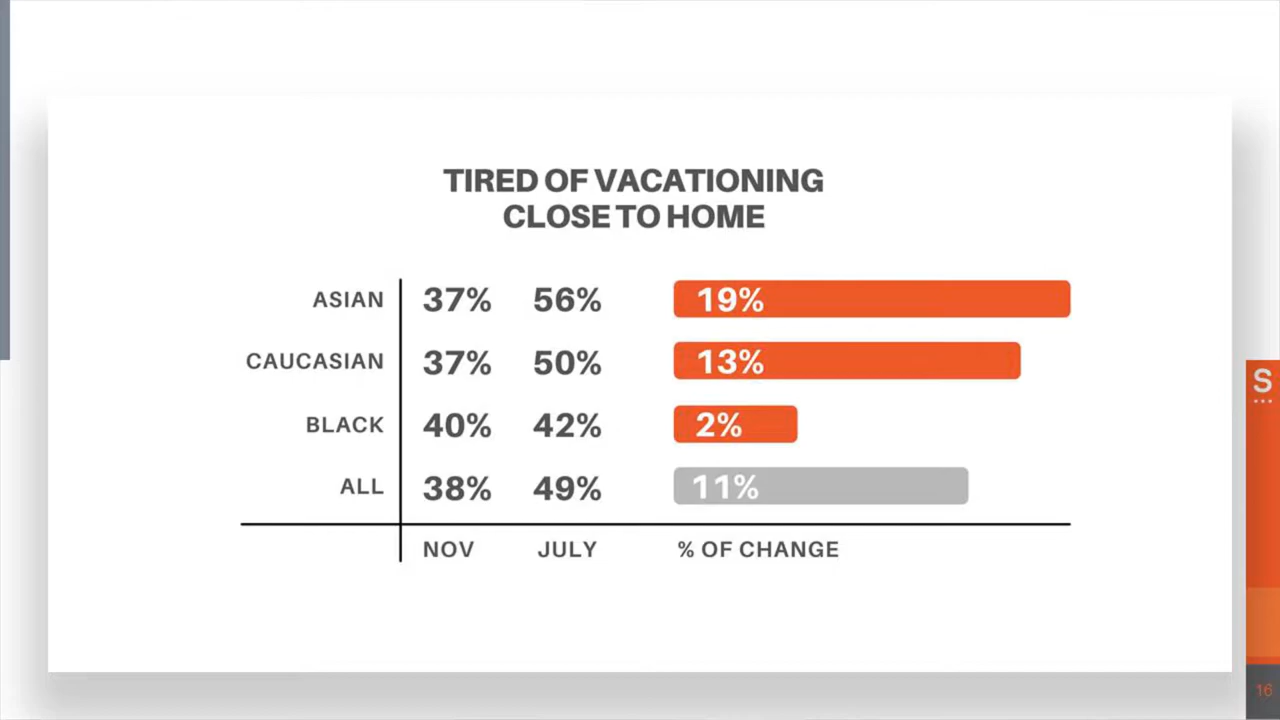 TIRED OF VACATIONING
CLOSE TO HOME
ASIAN 37% 56% 19%
CAUCASIAN 37% 50% 13%
BLACK 40% 42% 2%
ALL 38% 49% 11%
NOV JULY % OF CHANGE
S
16